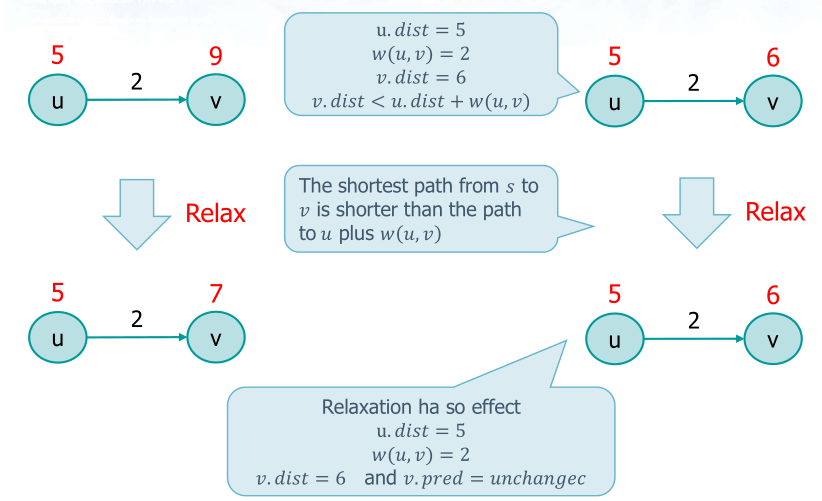 5
9
2
u
v
u.dist = 5
w(u, v) = 2
v.dist = 6
v.dist < u.dist + w(u, v)
5
6
2
u
v
Relax
The shortest path from s to
v is shorter than the path
to u plus w(u, v)
Relax
5
7
2
u
v
5
6
2
u
v
Relaxation ha so effect
u.dist = 5
w(u, v) = 2
v.dist = 6 and v.pred = unchangec